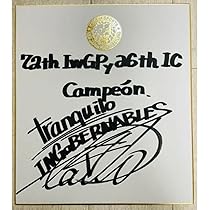 72th IWGP y 26th IC
Campeón.
Tranquilo
INGOBERNABLES